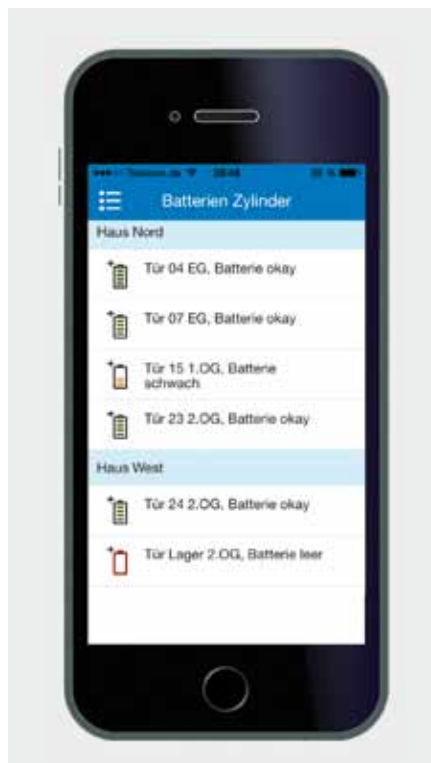 Batterien Zylinder
Haus Nord
Tür 04 EG, Batterie okay
Tür 07 EG, Batterie okay
Tür 15 1.OG, Batterie
schwach
Tür 23 2.OG, Batterie okay
Haus West
Tür 24 2.OG, Batterie okay
Tür Lager 2.OG, Batterie leer